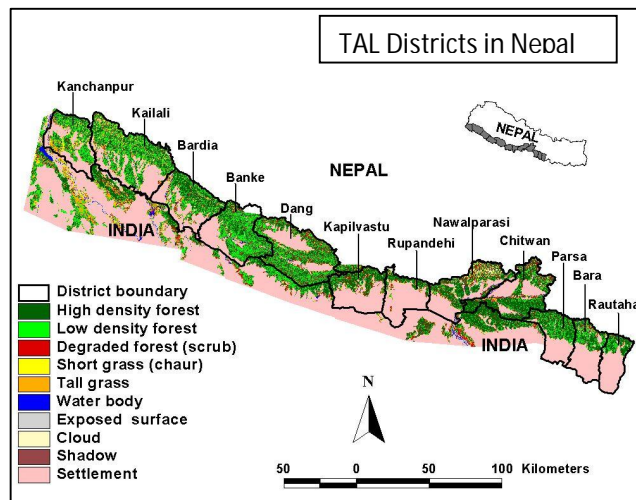 TAL Districts in Nepal
Kanchanpur
Kailali
Bardia
Banke
Dang
Kapilvastu
Rupandehi
Nawalparasi
Chitwan
Parsa
Bara
Rautaha
NEPAL
NEPAL
INDIA
INDIA
District boundary
High density forest
Low density forest
Degraded forest (scrub)
Short grass (chaur)
Tall grass
Water body
Exposed surface
Cloud
Shadow
Settlement
N
50 0 50 100 Kilometers